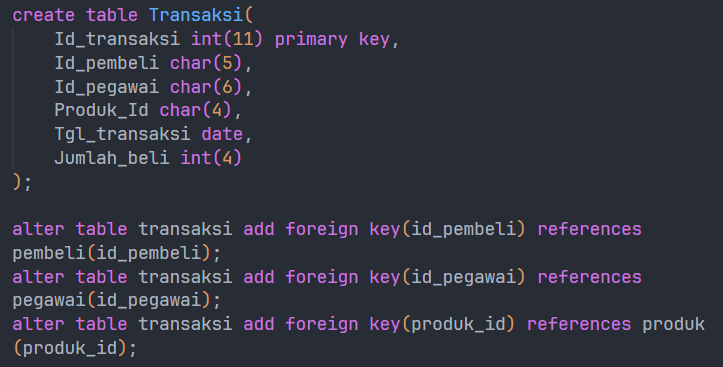 create table Transaksi(
    Id_transaksi int(11) primary key,
    Id_pembeli char(5),
    Id_pegawai char(6),
    Produk_Id char(4),
    Tgl_transaksi date,
    Jumlah_beli int(4)
);

alter table transaksi add foreign key(id_pembeli) references
pembeli(id_pembeli);
alter table transaksi add foreign key(id_pegawai) references
pegawai(id_pegawai);
alter table transaksi add foreign key(produk_id) references produk
(produk_id);